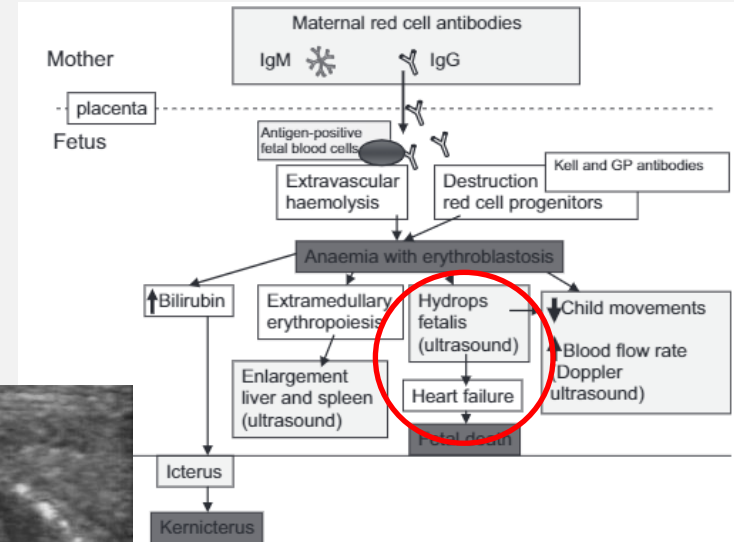 Maternal red cell antibodies
Mother
IgM
IgG
placenta
Fetus
Antigen-positive
fetal blood cells
Kell and GP antibodies
Extravascular
haemolysis
Destruction
red cell progenitors
Anaemia with erythroblastosis
Bilirubin
Extramedullary
erythropoiesis
Hydrops
fetalis
(ultrasound)
Child movements
Blood flow rate
(Doppler
ultrasound)
Enlargement
liver and spleen
(ultrasound)
Heart failure
Fetal death
Icterus
Kernicterus